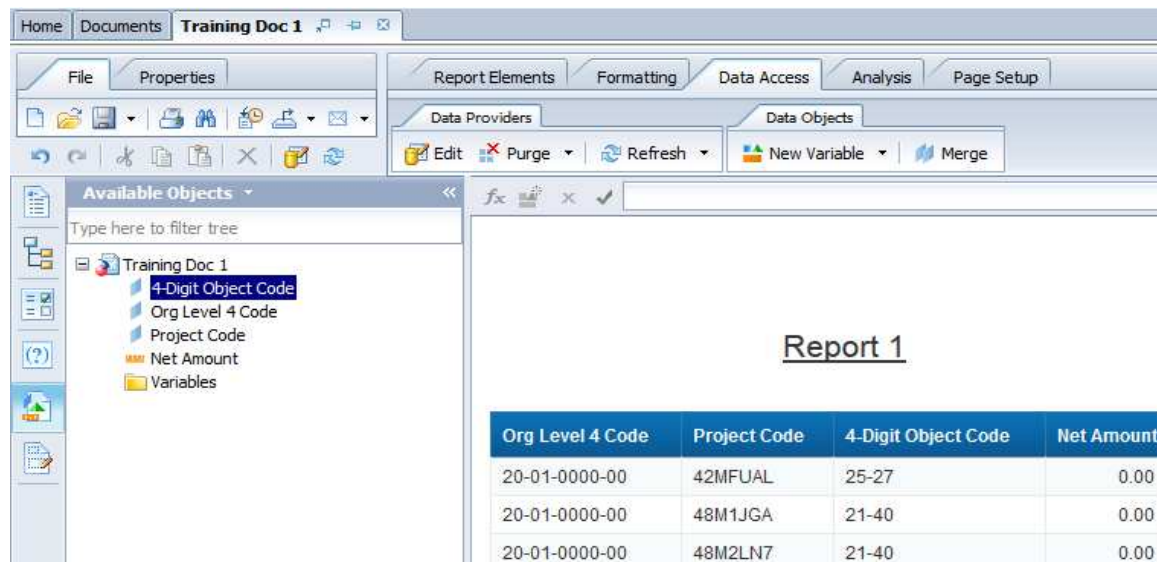 Home Documents Training Doc 1
File Properties
Report Elements Formatting Data Access Analysis Page Setup
Data Providers Data Objects
Edit Purge Refresh New Variable Merge
Available Objects
Type here to filter tree
Training Doc 1
4-Digit Object Code
Org Level 4 Code
Project Code
Net Amount
Variables
Report 1
Org Level 4 Code Project Code 4-Digit Object Code Net Amount
20-01-0000-00 42MFUAL 25-27 0.00
20-01-0000-00 48M1JGA 21-40 0.00
20-01-0000-00 48M2LN7 21-40 0.00